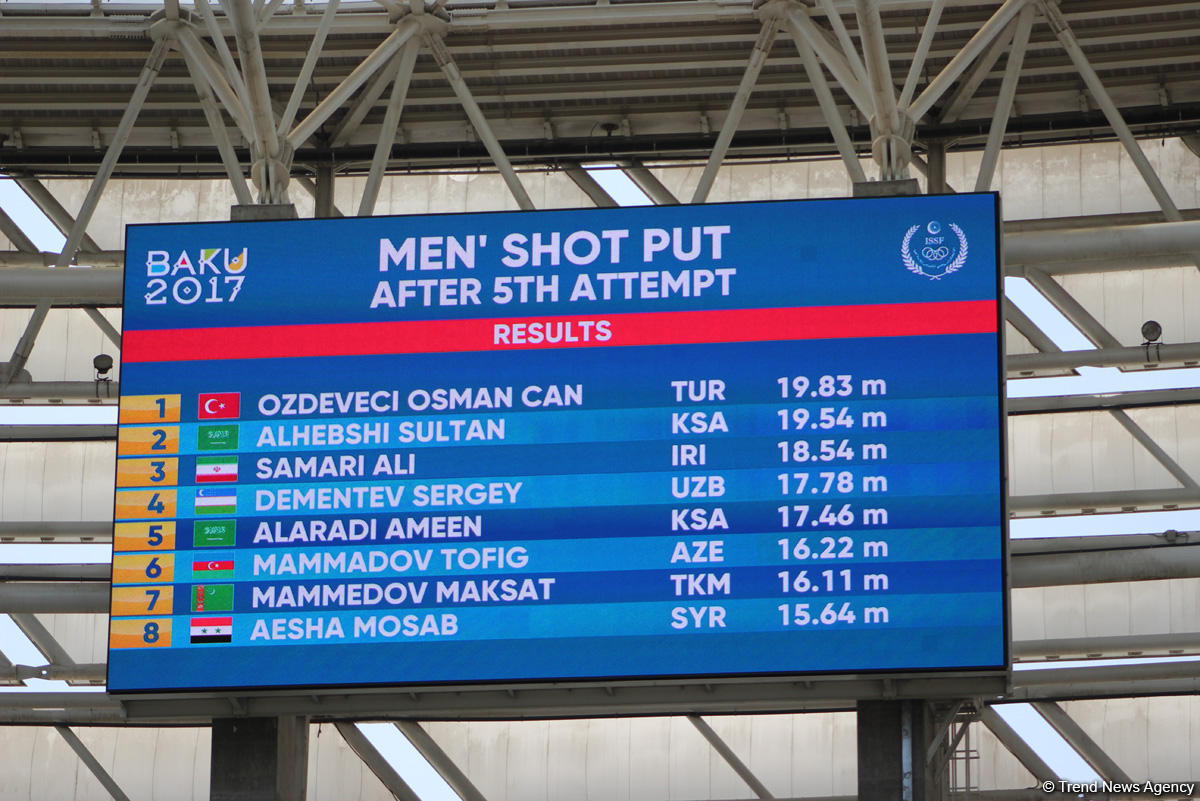 BAKU
2017
MEN' SHOT PUT
AFTER 5TH ATTEMPT
ISSF
RESULTS
1 OZDEVECI OSMAN CAN TUR 19.83 m
2 ALHEBSHI SULTAN KSA 19.54 m
3 SAMARI ALI IRI 18.54 m
4 DEMENTEV SERGEY UZB 17.78 m
5 ALARADI AMEEN KSA 17.46 m
6 MAMMADOV TOFIG AZE 16.22 m
7 MAMMEDOV MAKSAT TKM 16.11 m
8 AESHA MOSAB SYR 15.64 m
© Trend News Agency